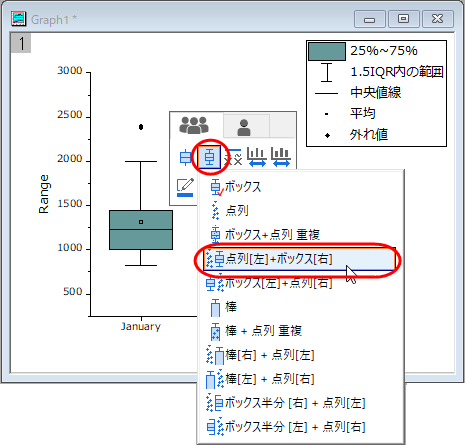 Graph1 *
1
25%~75%
1.5IQR内の範囲
中央値線
平均
外れ値
3000
2500
2000
1500
1000
500
Range
January
ボックス
点列
ボックス+点列 重複
点列[左]+ボックス[右]
ボックス[左]+点列[右]
棒
棒 + 点列 重複
棒[右] + 点列[左]
棒[左] + 点列[右]
ボックス半分 [右] + 点列[左]
ボックス半分 [左] + 点列[右]